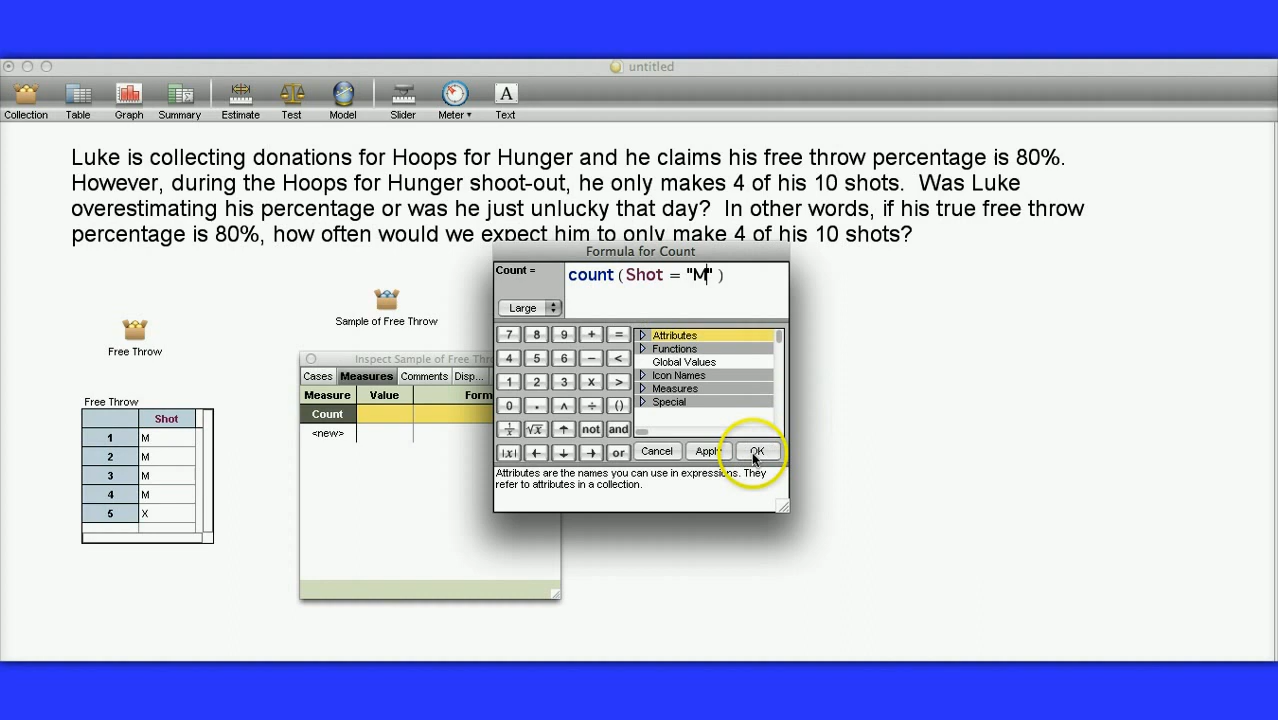 untitled
Collection Table Graph Summary Estimate Test Model Slider Meter Text
Luke is collecting donations for Hoops for Hunger and he claims his free throw percentage is 80%.
However, during the Hoops for Hunger shoot-out, he only makes 4 of his 10 shots. Was Luke
overestimating his percentage or was he just unlucky that day? In other words, if his true free throw
percentage is 80%, how often would we expect him to only make 4 of his 10 shots?
Formula for Count
Count =
count ( Shot = "M" )
Large
Sample of Free Throw
Free Throw
Inspect Sample of Free Thr
Cases Measures Comments Disp...
Measure Value Form
Count
<new>
Free Throw
Shot
1 M
2 M
3 M
4 M
5 X
7 8 9 + =
4 5 6 − <
1 2 3 x >
0 . ^ ÷ ()
1/x √x ↑ not and
|x| ← ↓ → or
Attributes
Functions
Global Values
Icon Names
Measures
Special
Cancel Apply OK
Attributes are the names you can use in expressions. They
refer to attributes in a collection.